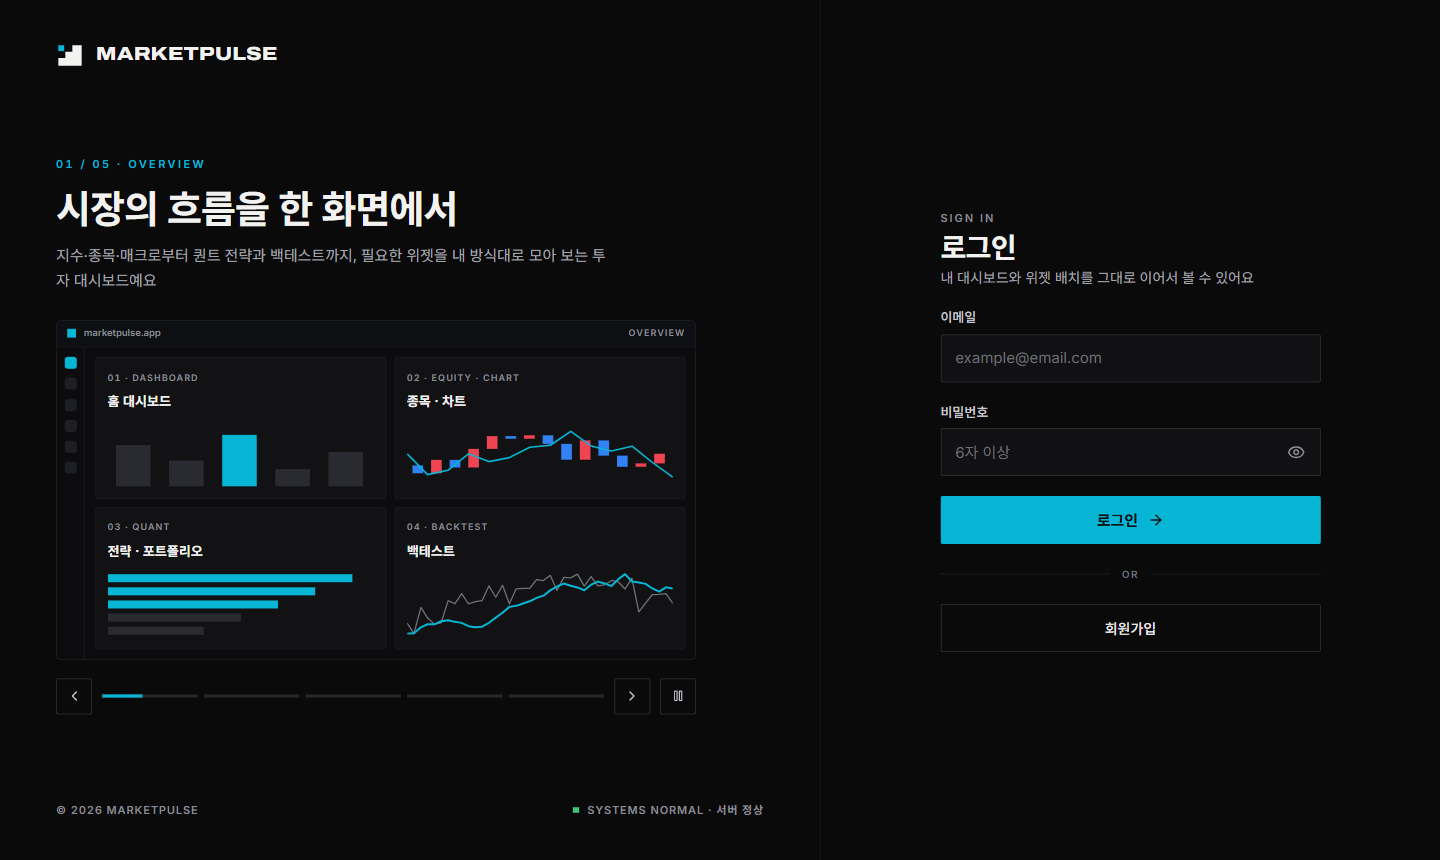 MARKETPULSE
01 / 05 · OVERVIEW
시장의 흐름을 한 화면에서
지수·종목·매크로부터 퀀트 전략과 백테스트까지, 필요한 위젯을 내 방식대로 모아 보는 투
자 대시보드예요
marketpulse.app
OVERVIEW
01 · DASHBOARD
홈 대시보드
02 · EQUITY · CHART
종목 · 차트
03 · QUANT
전략 · 포트폴리오
04 · BACKTEST
백테스트
© 2026 MARKETPULSE
SYSTEMS NORMAL · 서버 정상
SIGN IN
로그인
내 대시보드와 위젯 배치를 그대로 이어서 볼 수 있어요
이메일
example@email.com
비밀번호
6자 이상
로그인
OR
회원가입